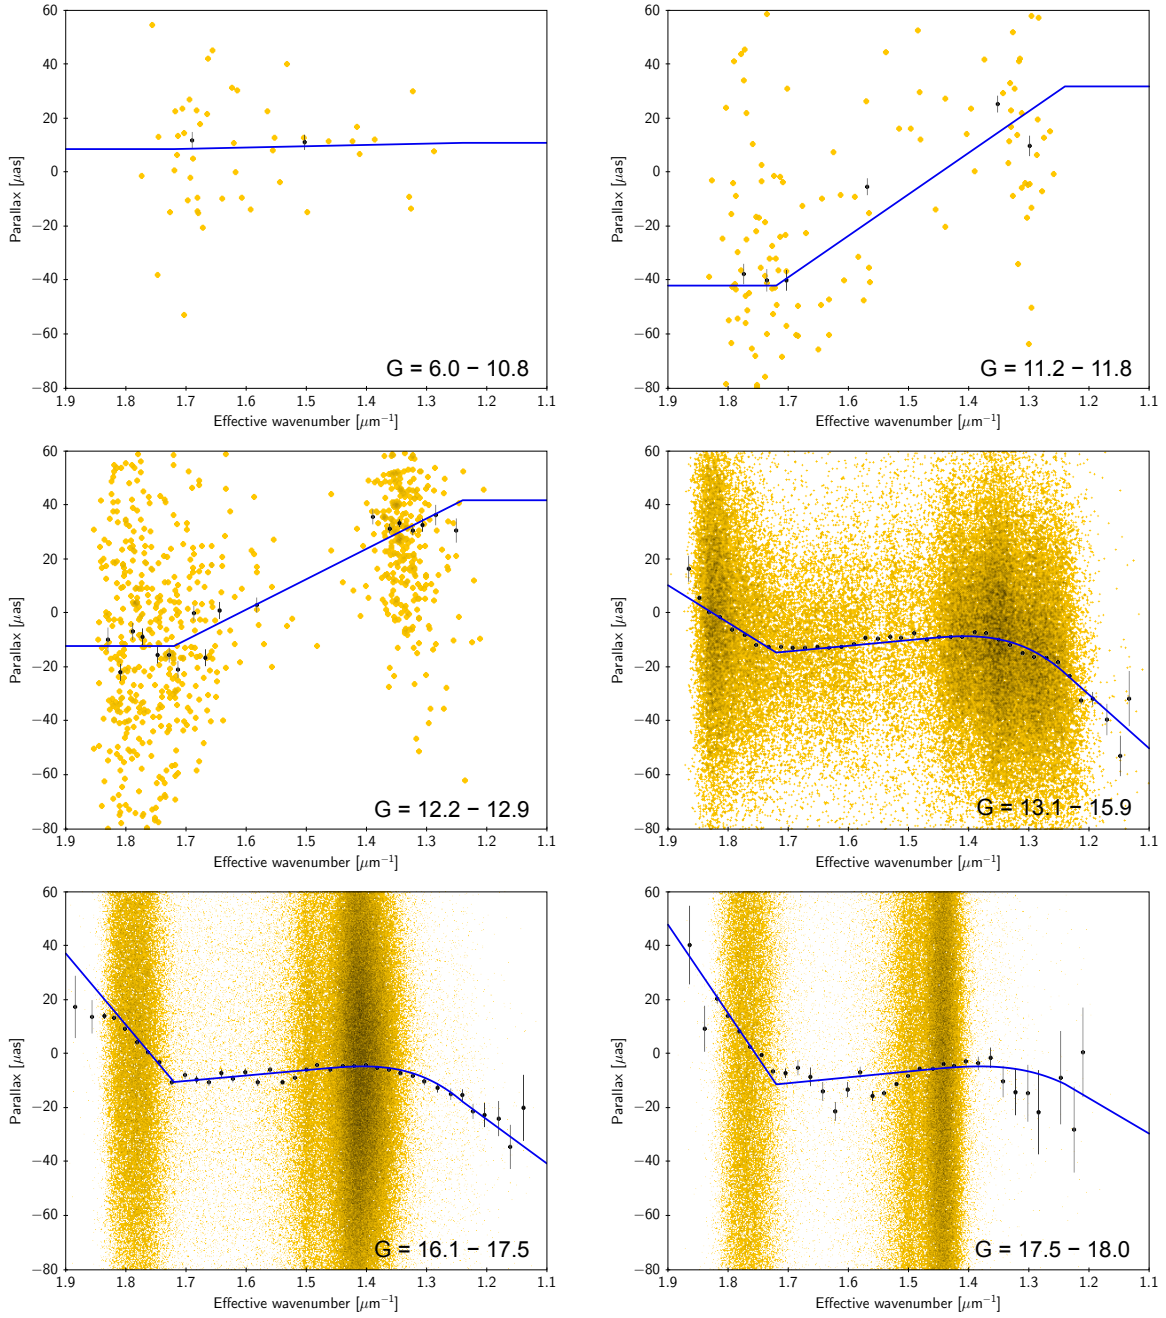 60
40
20
0
−20
−40
−60
−80
Parallax [μas]
G = 6.0 − 10.8
1.9 1.8 1.7 1.6 1.5 1.4 1.3 1.2 1.1
Effective wavenumber [μm⁻¹]
60
40
20
0
−20
−40
−60
−80
Parallax [μas]
G = 11.2 − 11.8
1.9 1.8 1.7 1.6 1.5 1.4 1.3 1.2 1.1
Effective wavenumber [μm⁻¹]
60
40
20
0
−20
−40
−60
−80
Parallax [μas]
G = 12.2 − 12.9
1.9 1.8 1.7 1.6 1.5 1.4 1.3 1.2 1.1
Effective wavenumber [μm⁻¹]
60
40
20
0
−20
−40
−60
−80
Parallax [μas]
G = 13.1 − 15.9
1.9 1.8 1.7 1.6 1.5 1.4 1.3 1.2 1.1
Effective wavenumber [μm⁻¹]
60
40
20
0
−20
−40
−60
−80
Parallax [μas]
G = 16.1 − 17.5
1.9 1.8 1.7 1.6 1.5 1.4 1.3 1.2 1.1
Effective wavenumber [μm⁻¹]
60
40
20
0
−20
−40
−60
−80
Parallax [μas]
G = 17.5 − 18.0
1.9 1.8 1.7 1.6 1.5 1.4 1.3 1.2 1.1
Effective wavenumber [μm⁻¹]